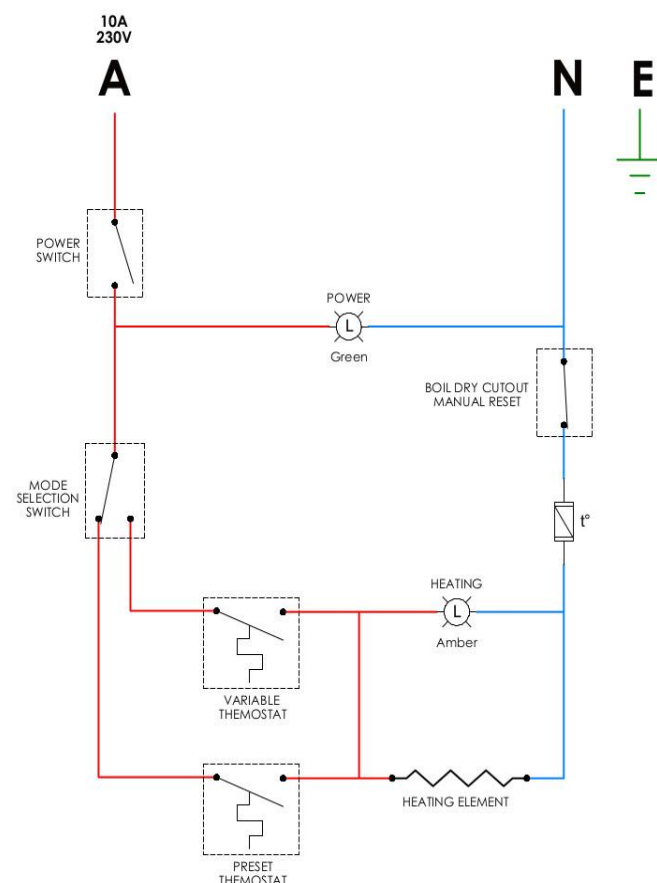 10A
230V
A
N
E
POWER
SWITCH
POWER
L
Green
BOIL DRY CUTOUT
MANUAL RESET
MODE
SELECTION
SWITCH
t°
HEATING
L
Amber
VARIABLE
THEMOSTAT
HEATING ELEMENT
PRESET
THEMOSTAT